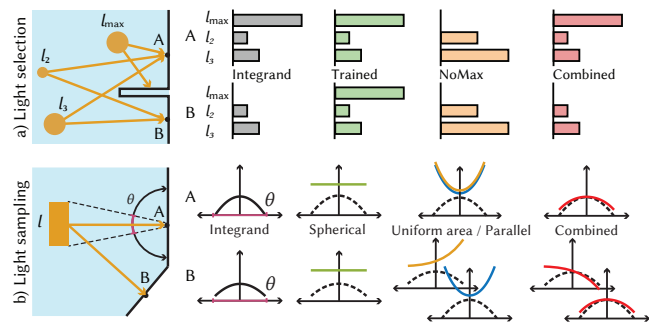 a) Light selection
l_max
A
l_2
l_3
B
A
l_max
l_2
l_3
Integrand
Trained
NoMax
Combined
B
l_max
l_2
l_3
b) Light sampling
θ
l
A
B
A
θ
Integrand
Spherical
Uniform area / Parallel
Combined
B
θ